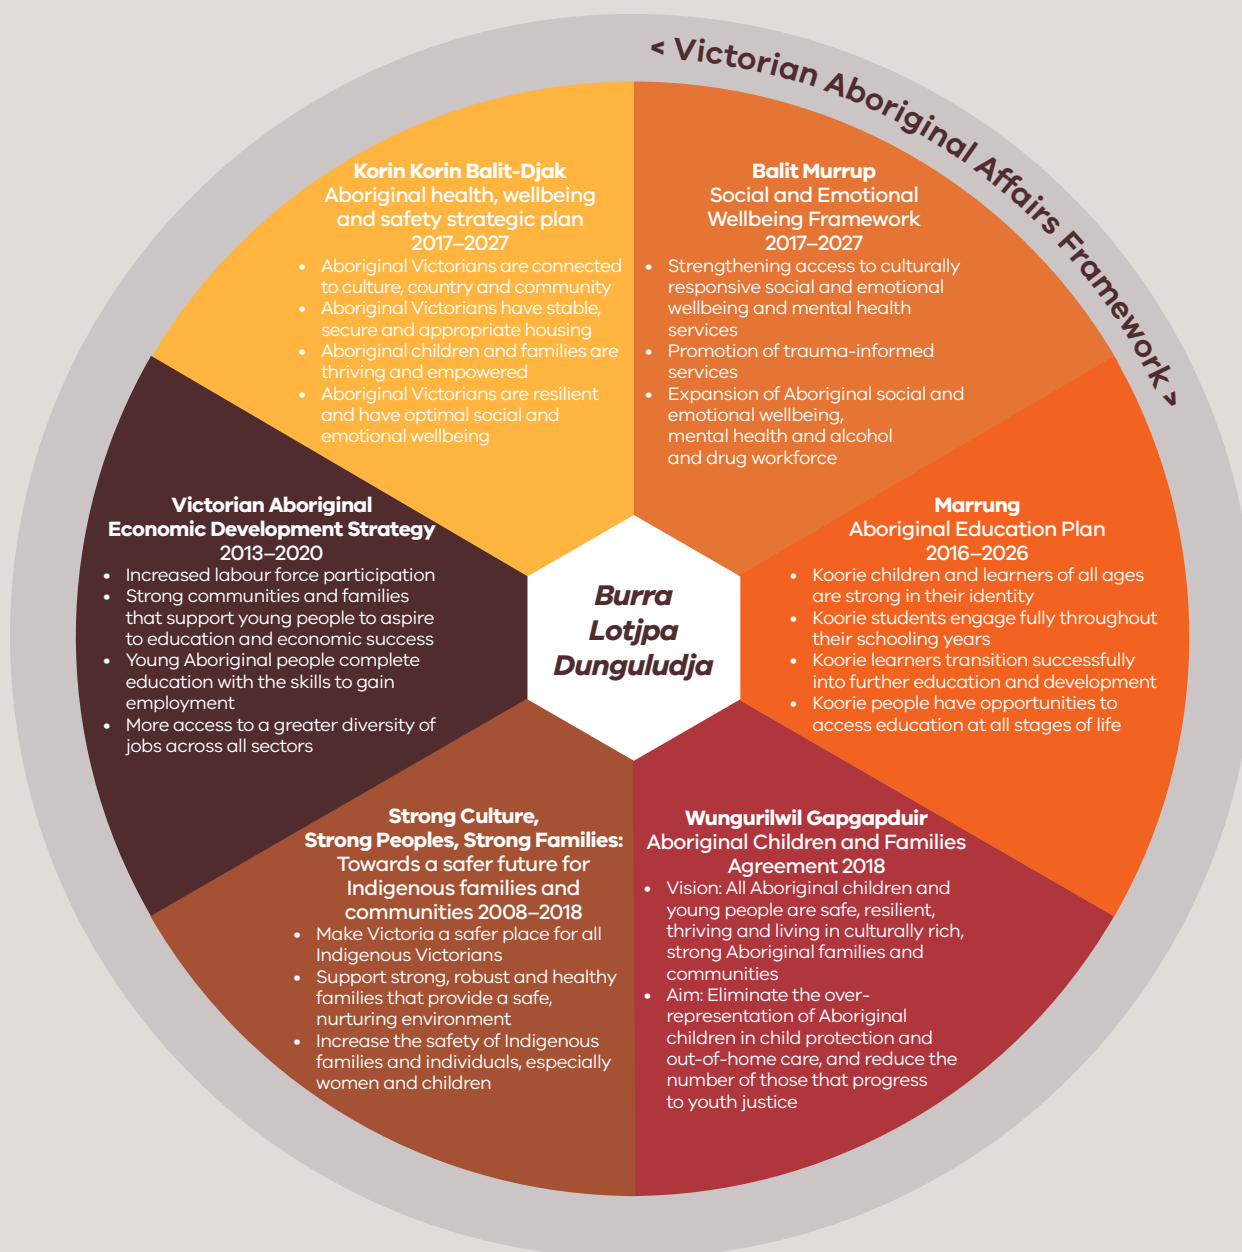 < Victorian Aboriginal Affairs Framework >
Korin Korin Balit-Djak
Aboriginal health, wellbeing
and safety strategic plan
2017–2027
• Aboriginal Victorians are connected
to culture, country and community
• Aboriginal Victorians have stable,
secure and appropriate housing
• Aboriginal children and families are
thriving and empowered
• Aboriginal Victorians are resilient
and have optimal social and
emotional wellbeing
Balit Murrup
Social and Emotional
Wellbeing Framework
2017–2027
• Strengthening access to culturally
responsive social and emotional
wellbeing and mental health
services
• Promotion of trauma-informed
services
• Expansion of Aboriginal social and
emotional wellbeing,
mental health and alcohol
and drug workforce
Victorian Aboriginal
Economic Development Strategy
2013–2020
• Increased labour force participation
• Strong communities and families
that support young people to aspire
to education and economic success
• Young Aboriginal people complete
education with the skills to gain
employment
• More access to a greater diversity of
jobs across all sectors
Burra
Lotjpa
Dunguludja
Marrung
Aboriginal Education Plan
2016–2026
• Koorie children and learners of all ages
are strong in their identity
• Koorie students engage fully throughout
their schooling years
• Koorie learners transition successfully
into further education and development
• Koorie people have opportunities to
access education at all stages of life
Strong Culture,
Strong Peoples, Strong Families:
Towards a safer future for
Indigenous families and
communities 2008–2018
• Make Victoria a safer place for all
Indigenous Victorians
• Support strong, robust and healthy
families that provide a safe,
nurturing environment
• Increase the safety of Indigenous
families and individuals, especially
women and children
Wungurilwil Gapgapduir
Aboriginal Children and Families
Agreement 2018
• Vision: All Aboriginal children and
young people are safe, resilient,
thriving and living in culturally rich,
strong Aboriginal families and
communities
• Aim: Eliminate the over-
representation of Aboriginal
children in child protection and
out-of-home care, and reduce the
number of those that progress
to youth justice